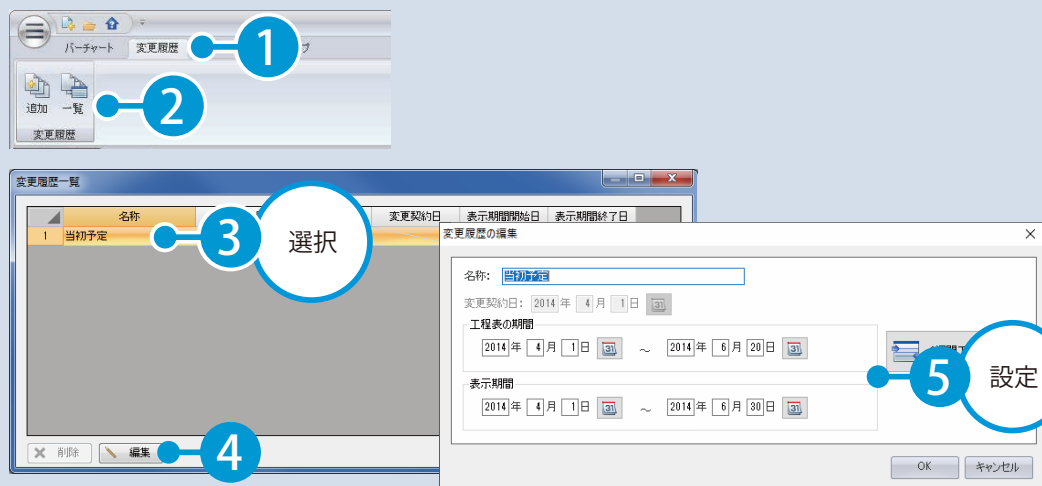 バーチャート 変更履歴 プ
1
追加 一覧
2
変更履歴
変更履歴一覧
名称 変更契約日 表示期間開始日 表示期間終了日
1 当初予定
3 選択
変更履歴の編集
名称: 当初予定
変更契約日: 2014 年 4 月 1 日
工程表の期間
2014 年 4 月 1 日 ～ 2014 年 6 月 20 日
表示期間
2014 年 4 月 1 日 ～ 2014 年 6 月 30 日
5 設定
削除 編集
4
OK キャンセル